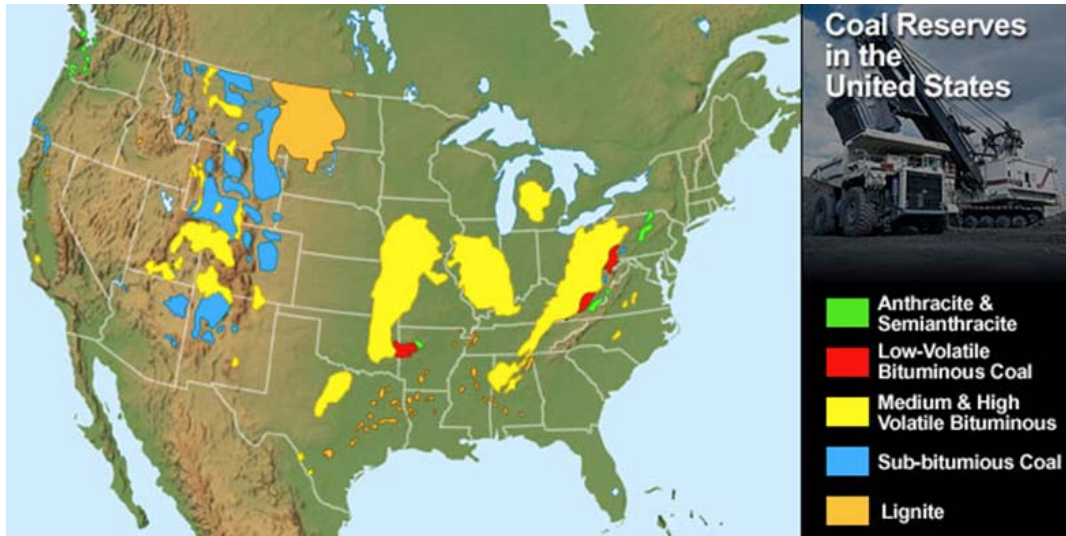 Coal Reserves
in the
United States
Anthracite &
Semianthracite
Low-Volatile
Bituminous Coal
Medium & High
Volatile Bituminous
Sub-bitumious Coal
Lignite